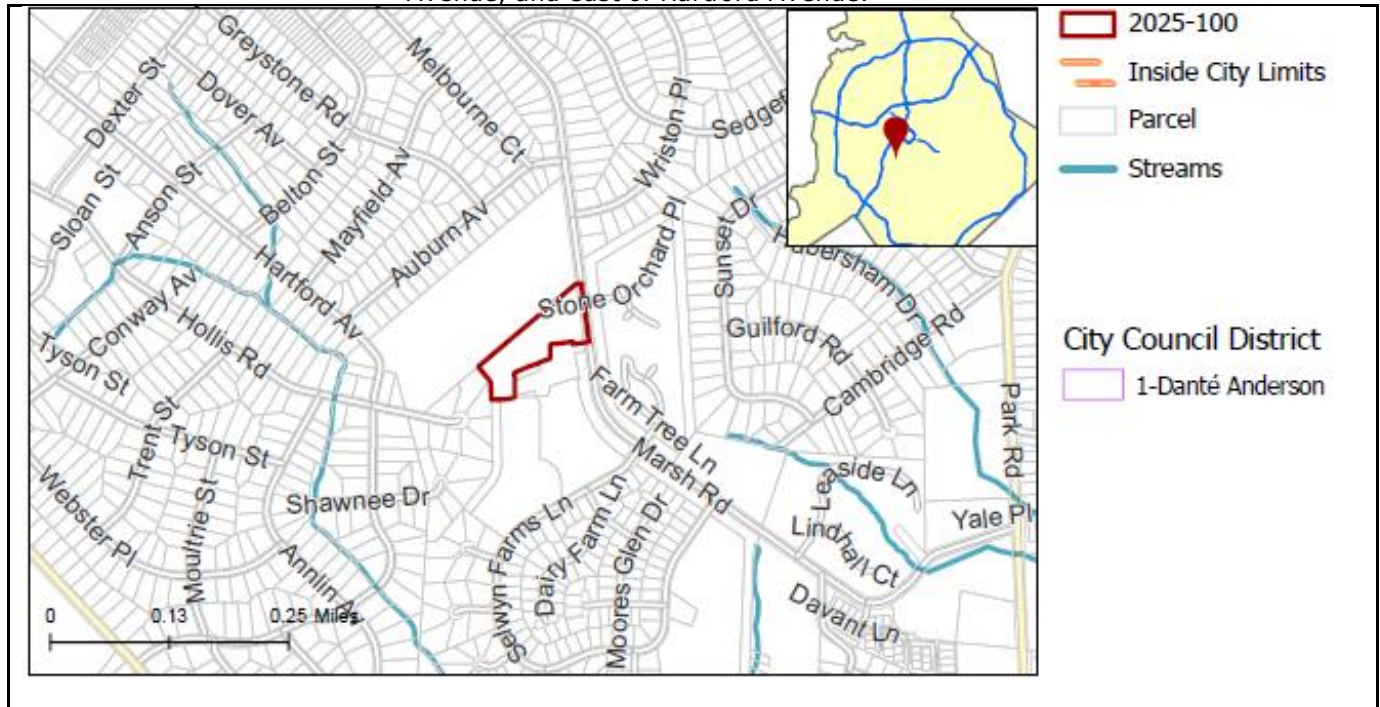 Avenue, and east of Hartford Avenue.
2025-100
Inside City Limits
Parcel
Streams
City Council District
1-Danté Anderson
Greystone Rd
Melbourne Ct
Dexter St
Dover Av
Wriston Pl
Sloan St
Anson St
Belton St
Mayfield Av
Auburn Av
Stone Orchard Pl
Sunset Dr
Habersham Dr
Conway Av
Hollis Rd
Hartford Av
Guilford Rd
Cambridge Rd
Tyson St
Farm Tree Ln
Park Rd
Trent St
Tyson St
Marsh Rd
Leaside Ln
Webster Pl
Moultrie St
Shawnee Dr
Selwyn Farms Ln
Dairy Farm Ln
Moores Glen Dr
Lindhall Ct
Yale Pl
Davant Ln
0
0.13
0.25 Miles